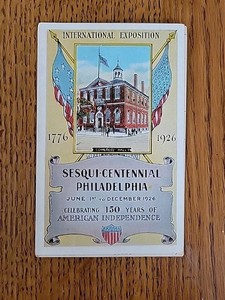 INTERNATIONAL EXPOSITION
1776 1926
CONGRESS HALL
SESQUI-CENTENNIAL
PHILADELPHIA
JUNE 1ST TO DECEMBER 1926
CELEBRATING 150 YEARS OF
AMERICAN INDEPENDENCE